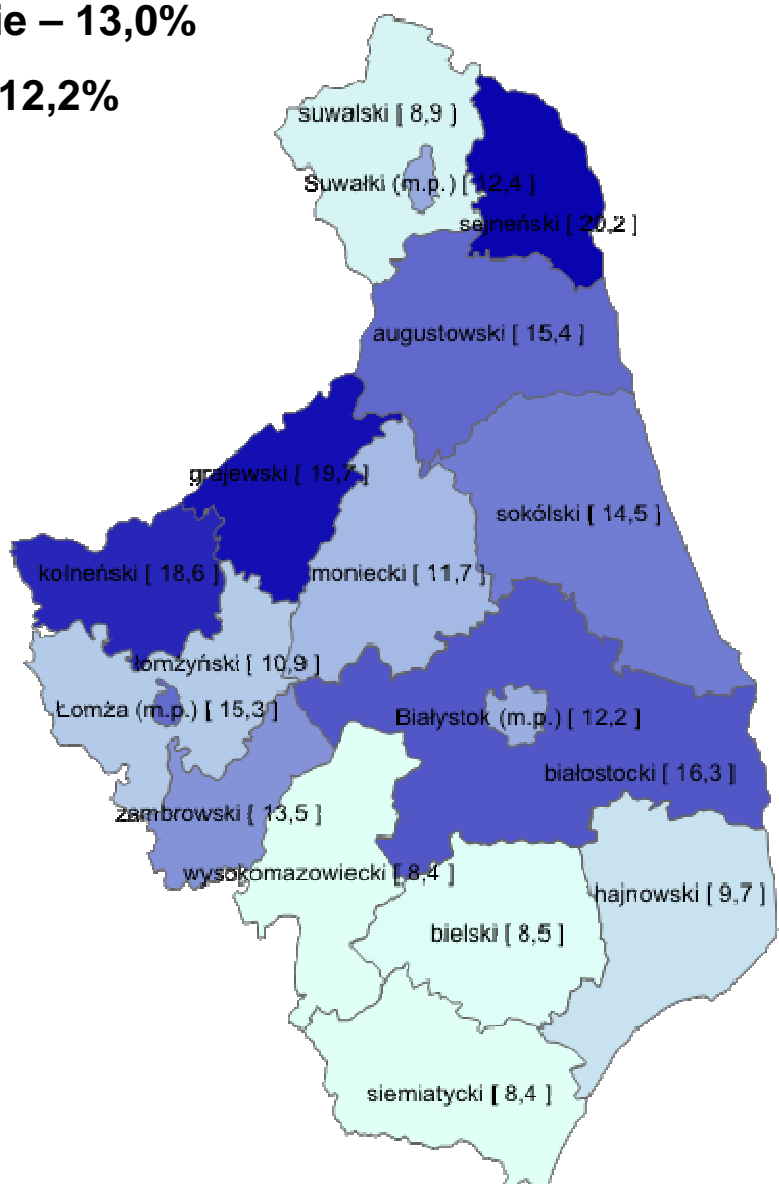 ie – 13,0%
12,2%
suwalski [ 8,9 ]
Suwałki (m.p.) [ 12,4 ]
sejneński [ 20,2 ]
augustowski [ 15,4 ]
grajewski [ 19,7 ]
sokólski [ 14,5 ]
kolneński [ 18,6 ]
moniecki [ 11,7 ]
łomżyński [ 10,9 ]
Łomża (m.p.) [ 15,3 ]
Białystok (m.p.) [ 12,2 ]
białostocki [ 16,3 ]
zambrowski [ 13,5 ]
wysokomazowiecki [ 8,4 ]
hajnowski [ 9,7 ]
bielski [ 8,5 ]
siemiatycki [ 8,4 ]